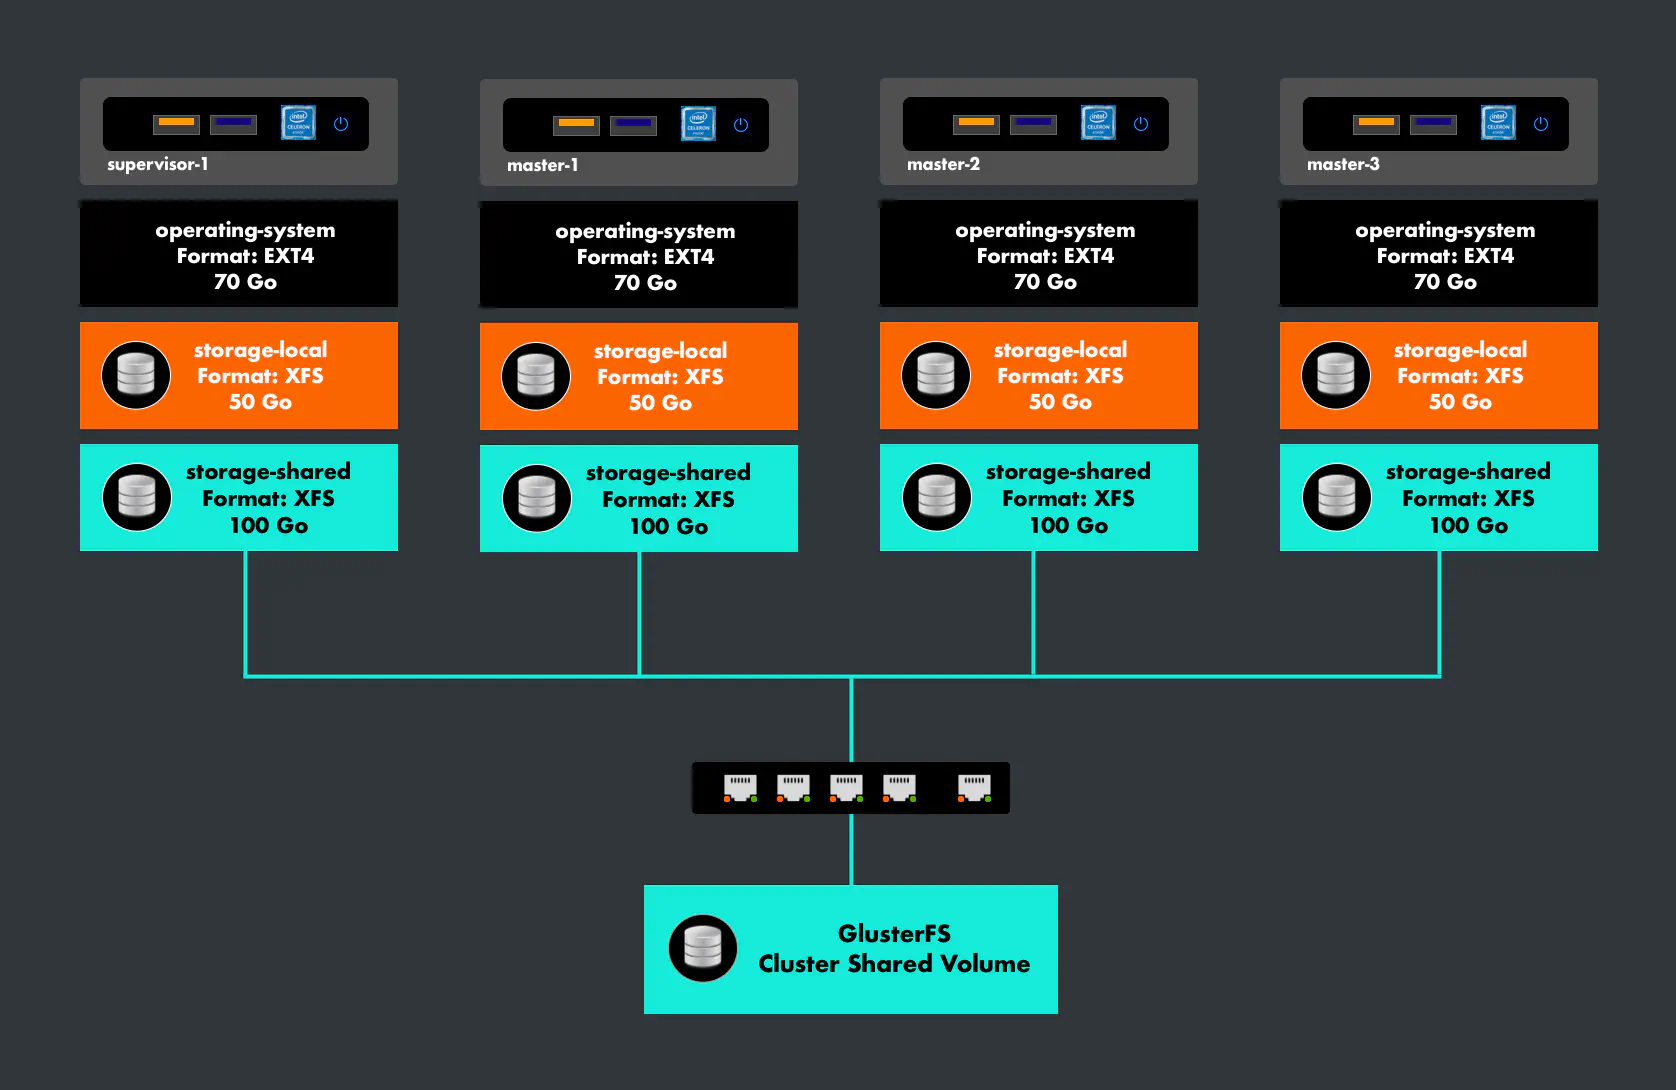 intel
CELERON
supervisor-1
operating-system
Format: EXT4
70 Go
storage-local
Format: XFS
50 Go
storage-shared
Format: XFS
100 Go
intel
CELERON
master-1
operating-system
Format: EXT4
70 Go
storage-local
Format: XFS
50 Go
storage-shared
Format: XFS
100 Go
intel
CELERON
master-2
operating-system
Format: EXT4
70 Go
storage-local
Format: XFS
50 Go
storage-shared
Format: XFS
100 Go
intel
CELERON
master-3
operating-system
Format: EXT4
70 Go
storage-local
Format: XFS
50 Go
storage-shared
Format: XFS
100 Go
GlusterFS
Cluster Shared Volume